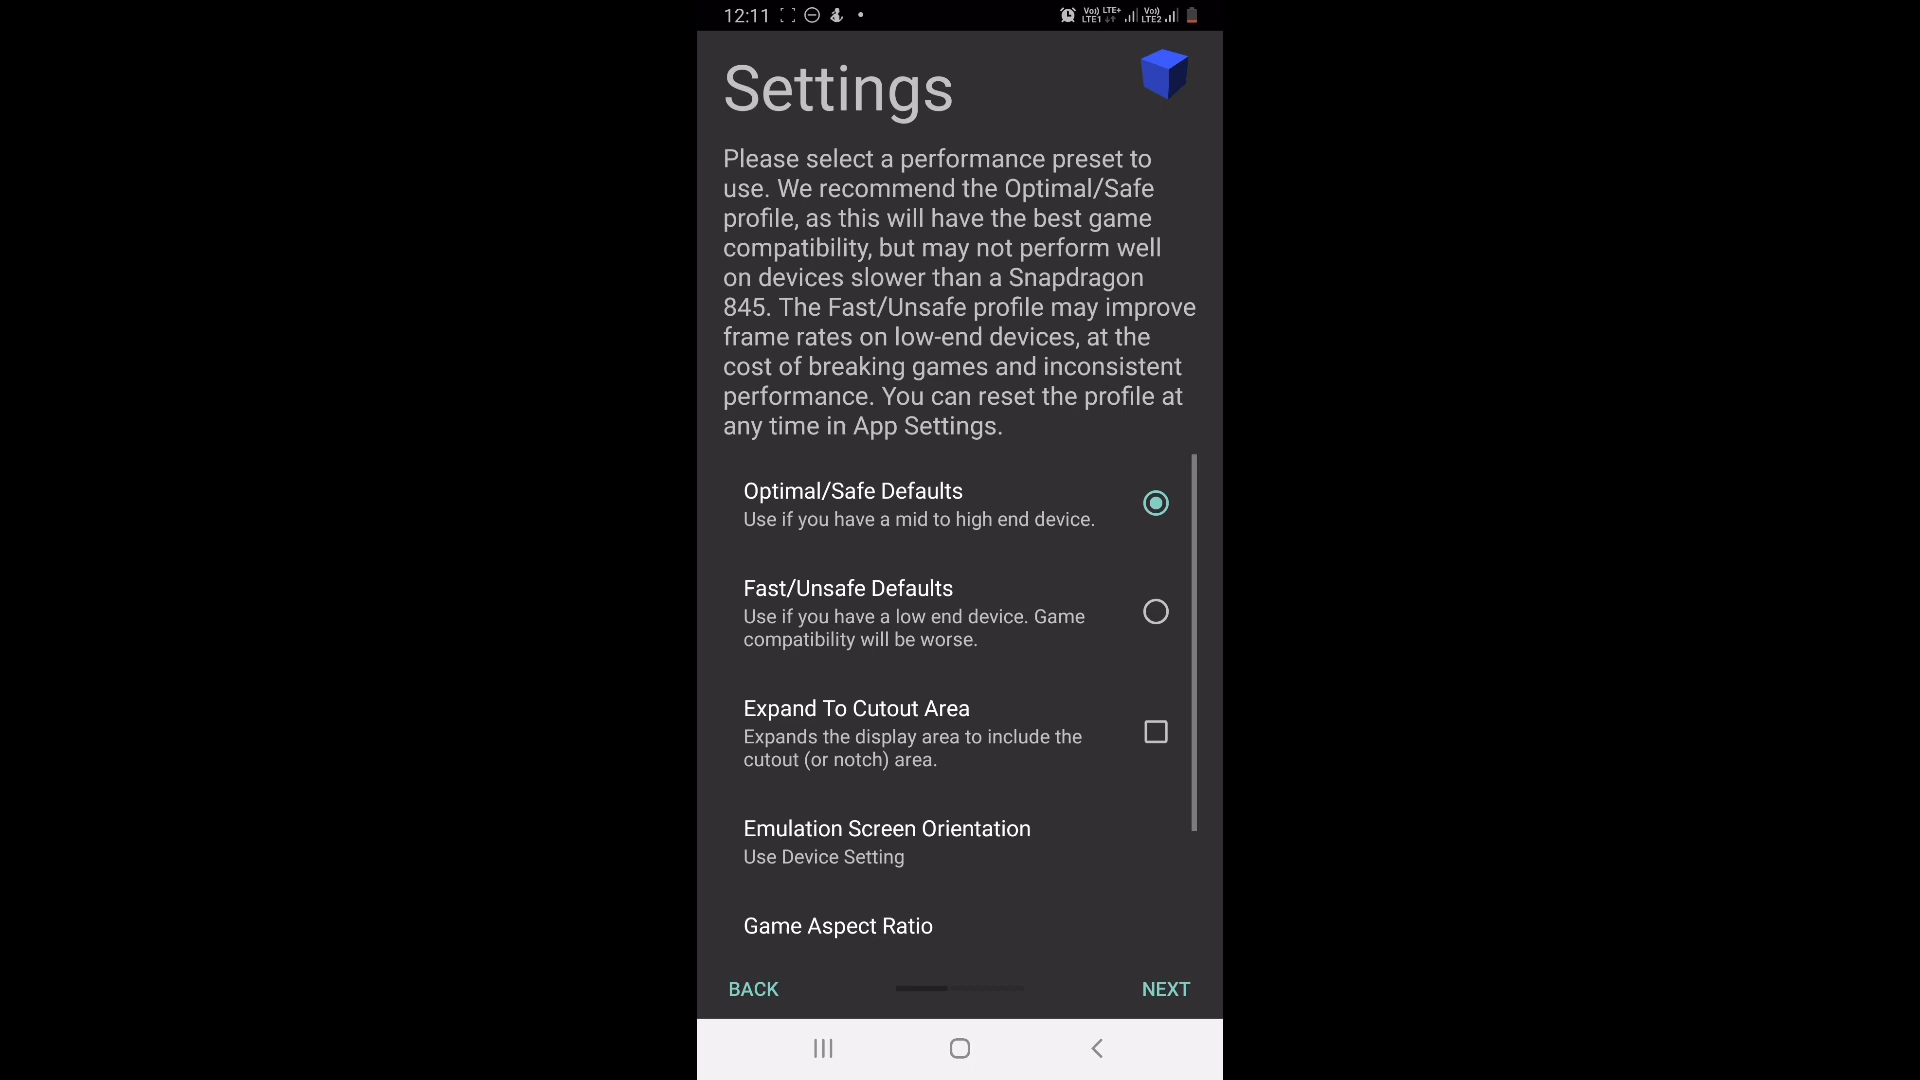 12:11
Vo)) LTE+
LTE1
Vo))
LTE2
Settings
Please select a performance preset to
use. We recommend the Optimal/Safe
profile, as this will have the best game
compatibility, but may not perform well
on devices slower than a Snapdragon
845. The Fast/Unsafe profile may improve
frame rates on low-end devices, at the
cost of breaking games and inconsistent
performance. You can reset the profile at
any time in App Settings.
Optimal/Safe Defaults
Use if you have a mid to high end device.
Fast/Unsafe Defaults
Use if you have a low end device. Game
compatibility will be worse.
Expand To Cutout Area
Expands the display area to include the
cutout (or notch) area.
Emulation Screen Orientation
Use Device Setting
Game Aspect Ratio
BACK
NEXT